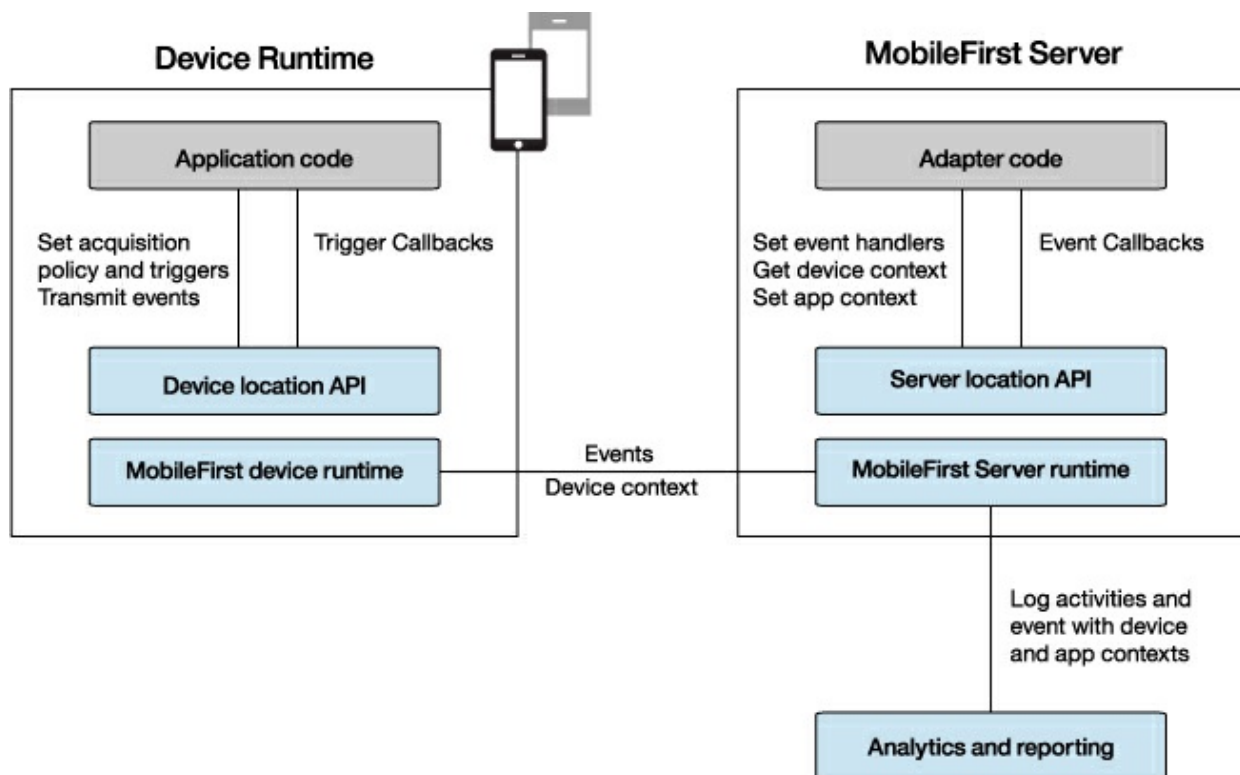 Device Runtime
MobileFirst Server
Application code
Set acquisition
policy and triggers
Transmit events
Trigger Callbacks
Device location API
MobileFirst device runtime
Events
Device context
Adapter code
Set event handlers
Get device context
Set app context
Event Callbacks
Server location API
MobileFirst Server runtime
Log activities and
event with device
and app contexts
Analytics and reporting